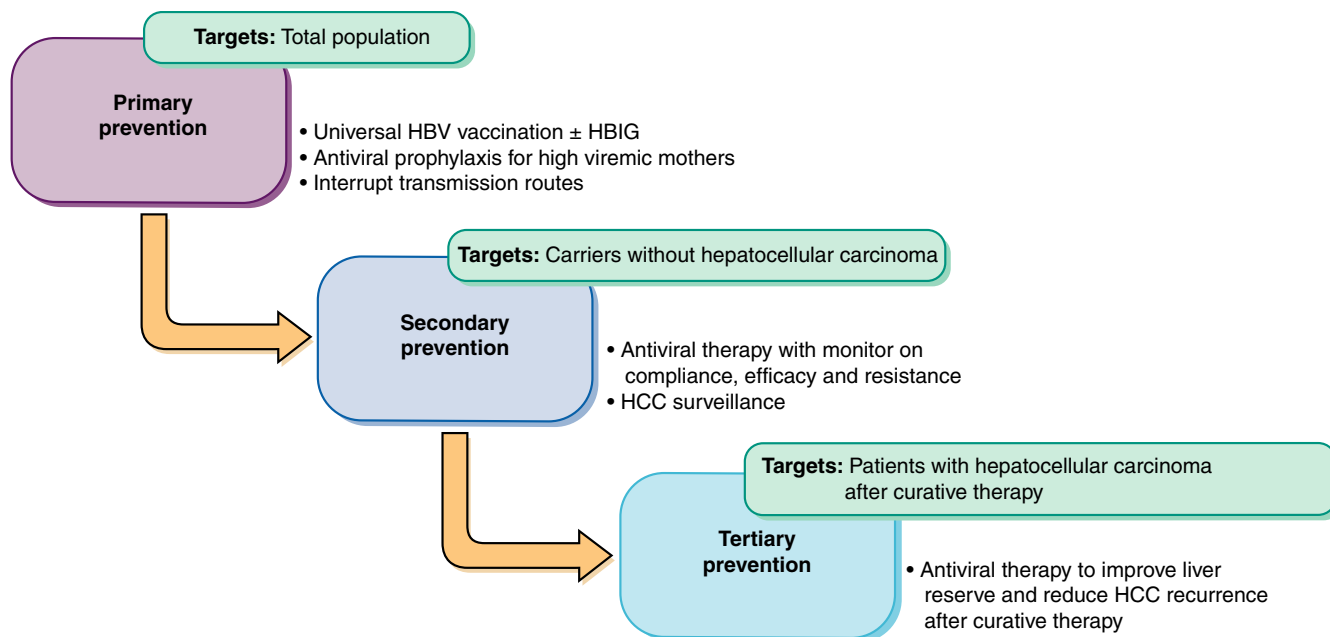 Targets: Total population
Primary
prevention
• Universal HBV vaccination ± HBIG
• Antiviral prophylaxis for high viremic mothers
• Interrupt transmission routes
Targets: Carriers without hepatocellular carcinoma
Secondary
prevention
• Antiviral therapy with monitor on
compliance, efficacy and resistance
• HCC surveillance
Targets: Patients with hepatocellular carcinoma
after curative therapy
Tertiary
prevention
• Antiviral therapy to improve liver
reserve and reduce HCC recurrence
after curative therapy